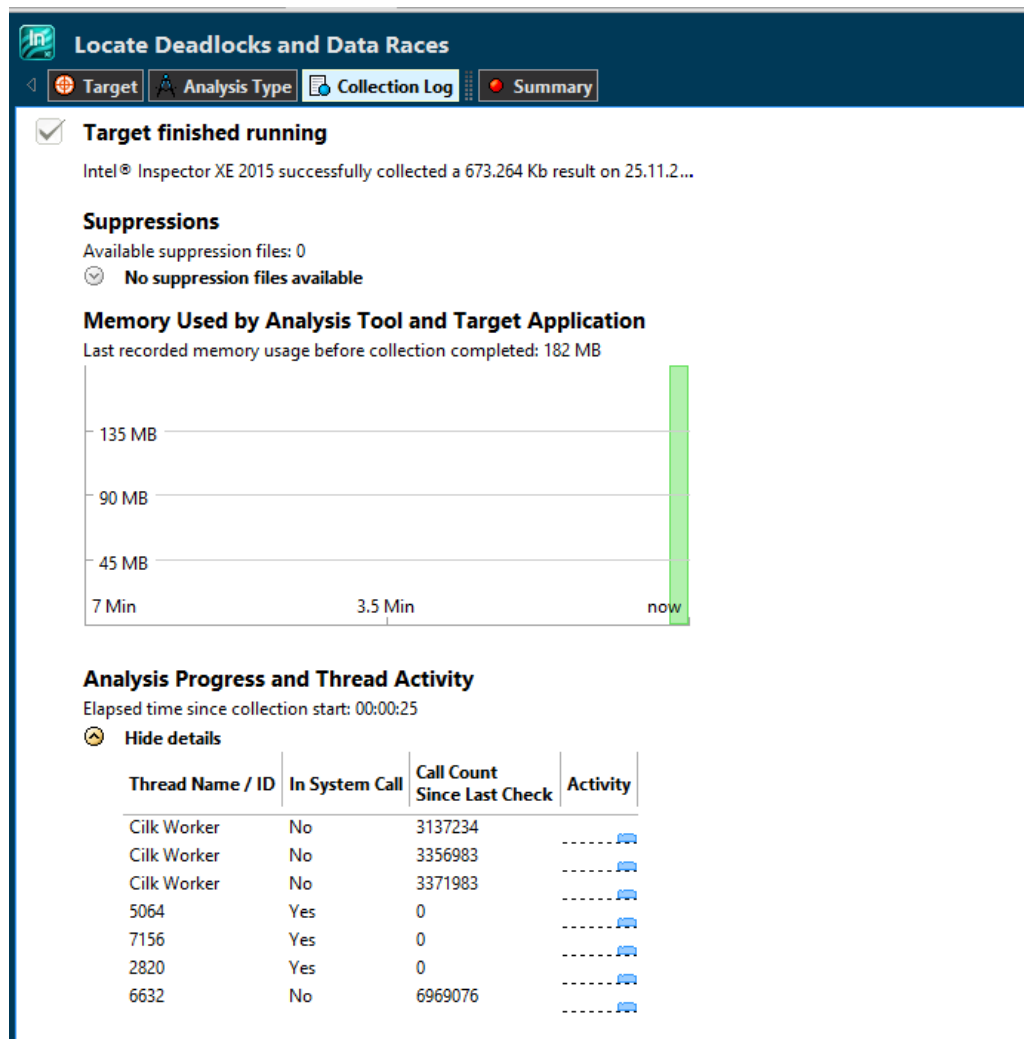 Locate Deadlocks and Data Races
Target Analysis Type Collection Log Summary
Target finished running
Intel® Inspector XE 2015 successfully collected a 673.264 Kb result on 25.11.2...
Suppressions
Available suppression files: 0
No suppression files available
Memory Used by Analysis Tool and Target Application
Last recorded memory usage before collection completed: 182 MB
135 MB
90 MB
45 MB
7 Min 3.5 Min now
Analysis Progress and Thread Activity
Elapsed time since collection start: 00:00:25
Hide details
Thread Name / ID In System Call Call Count Since Last Check Activity
Cilk Worker No 3137234
Cilk Worker No 3356983
Cilk Worker No 3371983
5064 Yes 0
7156 Yes 0
2820 Yes 0
6632 No 6969076